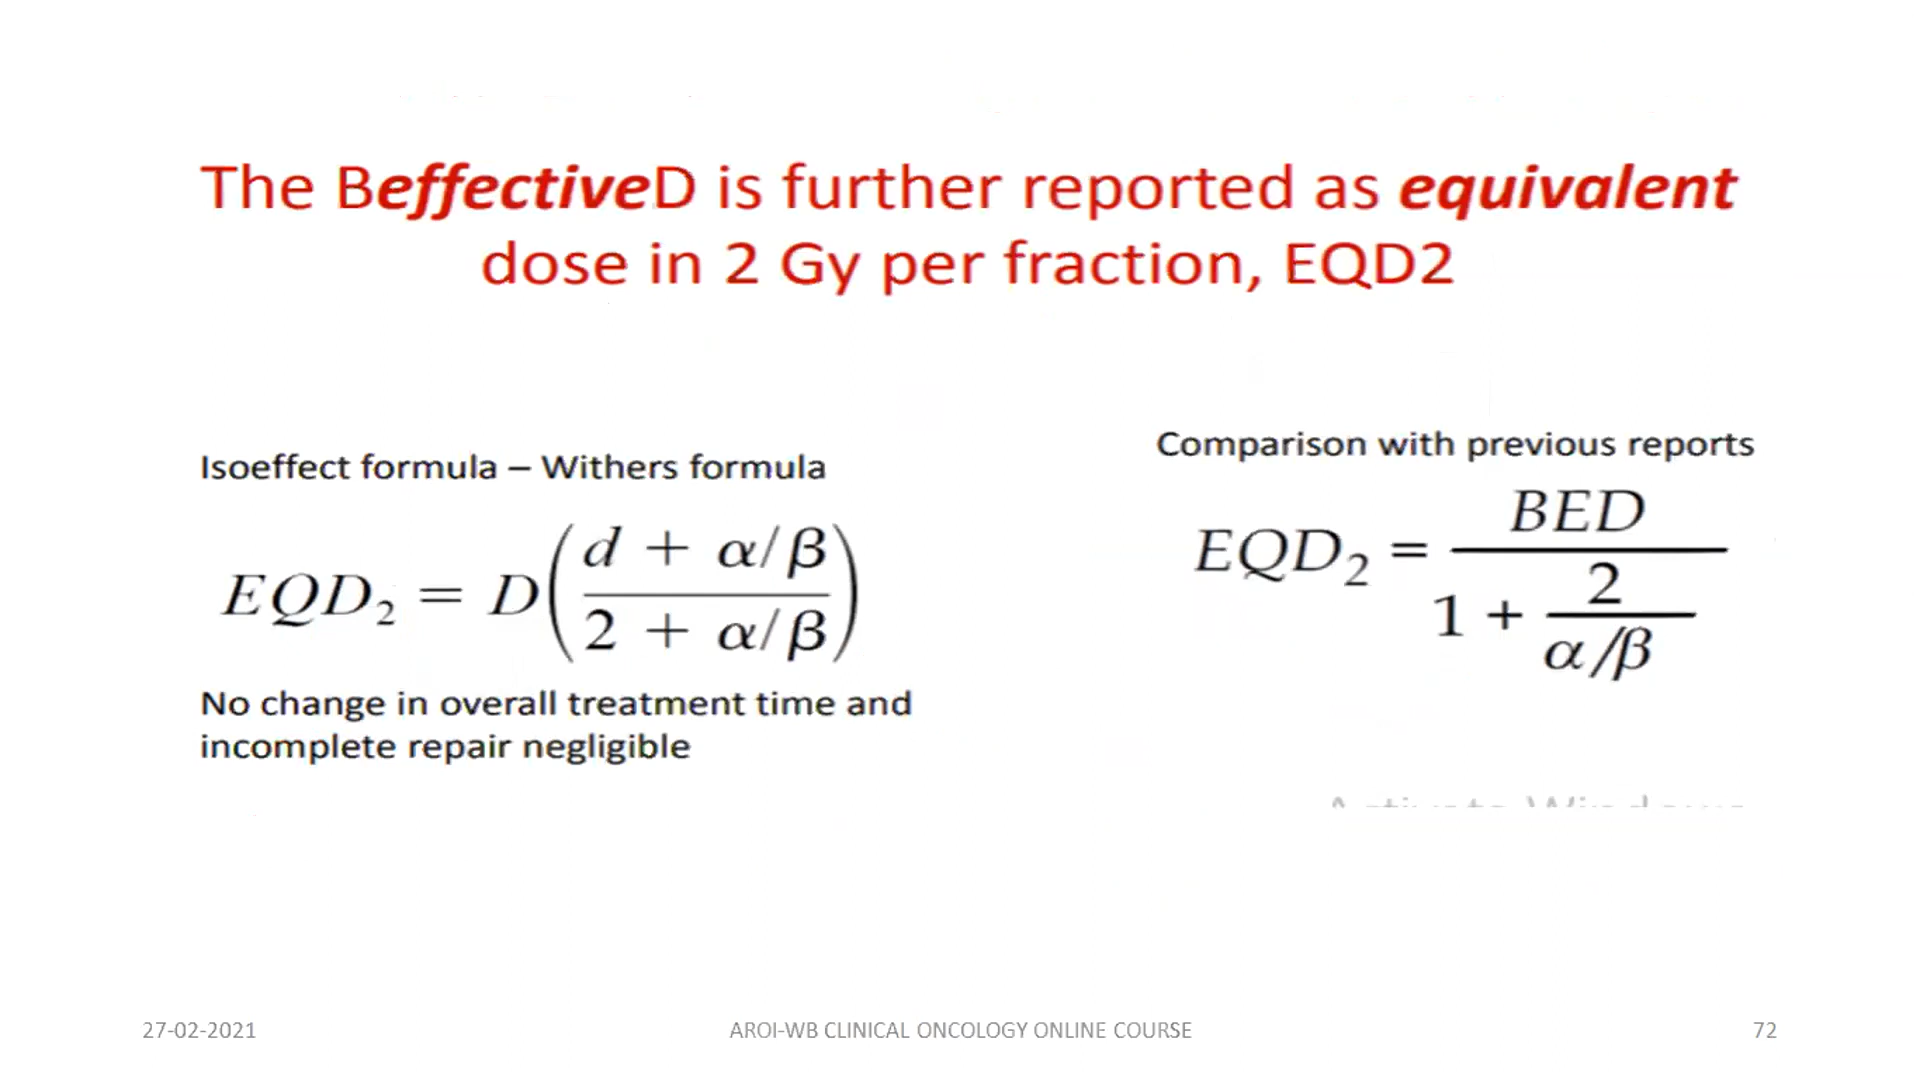 The BeffectiveD is further reported as equivalent
dose in 2 Gy per fraction, EQD2
Isoeffect formula – Withers formula
EQD₂ = D( (d + α/β) / (2 + α/β) )
No change in overall treatment time and
incomplete repair negligible
Comparison with previous reports
EQD₂ = BED / (1 + 2 / (α/β))
27-02-2021
AROI-WB CLINICAL ONCOLOGY ONLINE COURSE
72